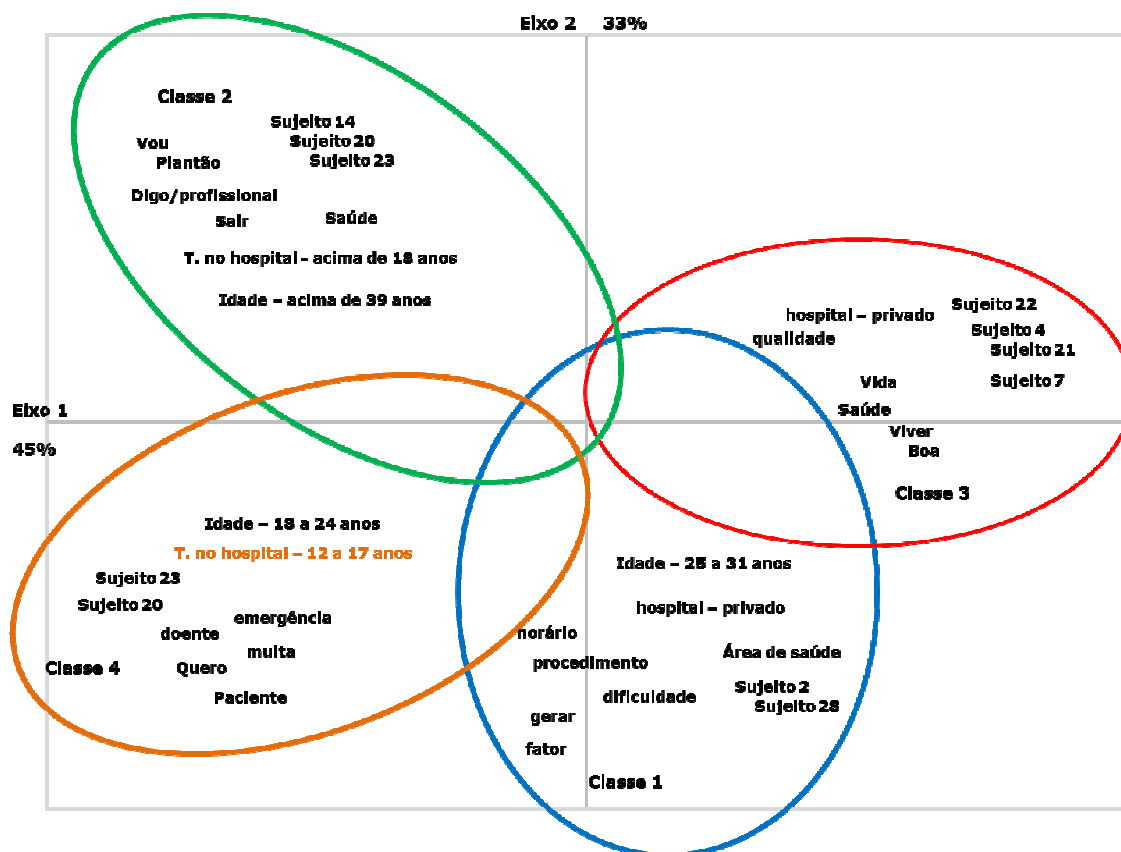 Eixo 2 33%
Classe 2
Sujeito 14
Vou
Sujeito 20
Plantão
Sujeito 23
Digo/profissional
Sair
Saúde
T. no hospital - acima de 18 anos
Idade – acima de 39 anos
hospital – privado
Sujeito 22
qualidade
Sujeito 4
Sujeito 21
Vida
Sujeito 7
Saúde
Viver
Boa
Classe 3
Eixo 1
45%
Idade – 18 a 24 anos
T. no hospital – 12 a 17 anos
Sujeito 23
Sujeito 20
emergência
doente
muita
Classe 4
Quero
Paciente
Idade – 25 a 31 anos
hospital – privado
horário
procedimento
Área de saúde
dificuldade
Sujeito 2
Sujeito 28
gerar
fator
Classe 1